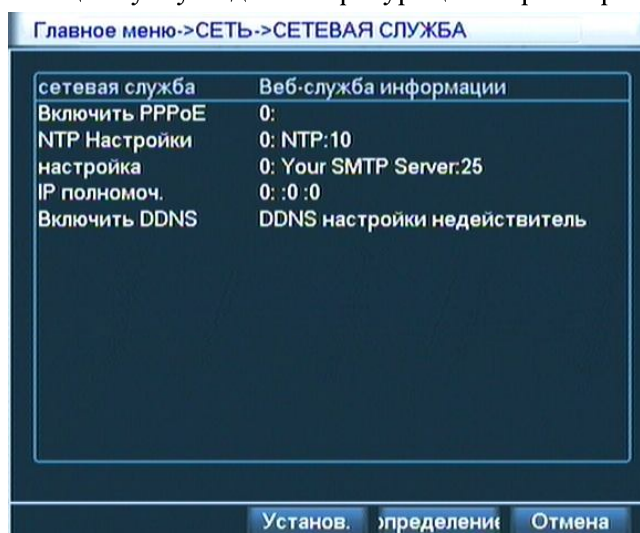 Главное меню->СЕТЬ->СЕТЕВАЯ СЛУЖБА
сетевая служба Веб-служба информации
Включить PPPoE 0:
NTP Настройки 0: NTP:10
настройка 0: Your SMTP Server:25
IP полномоч. 0: :0 :0
Включить DDNS DDNS настройки недействитель
Установ. определение Отмена